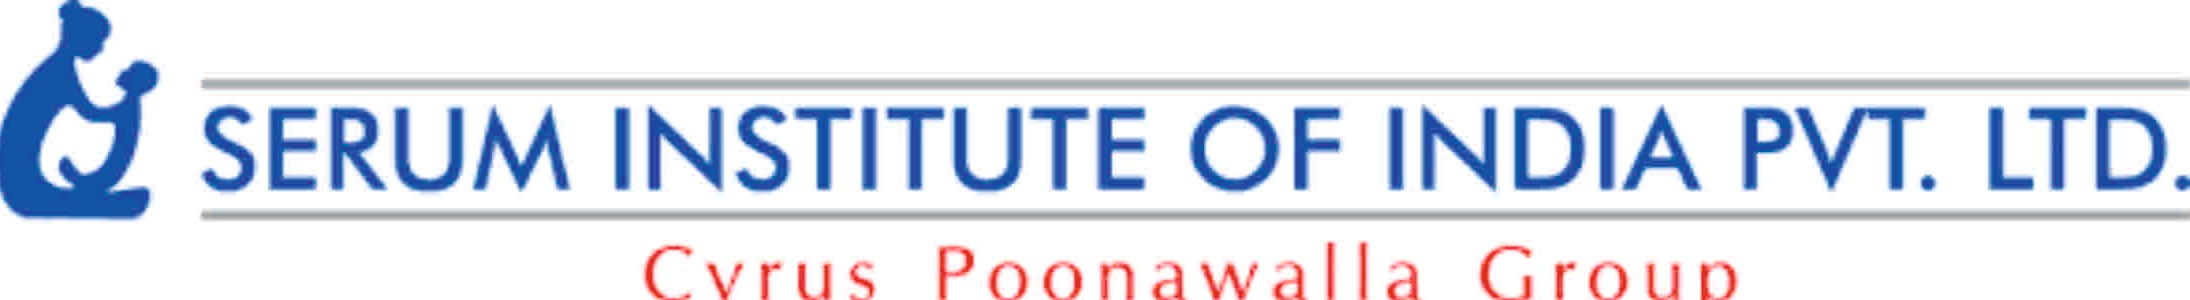 SERUM INSTITUTE OF INDIA PVT. LTD.
Cyrus Poonawalla Group